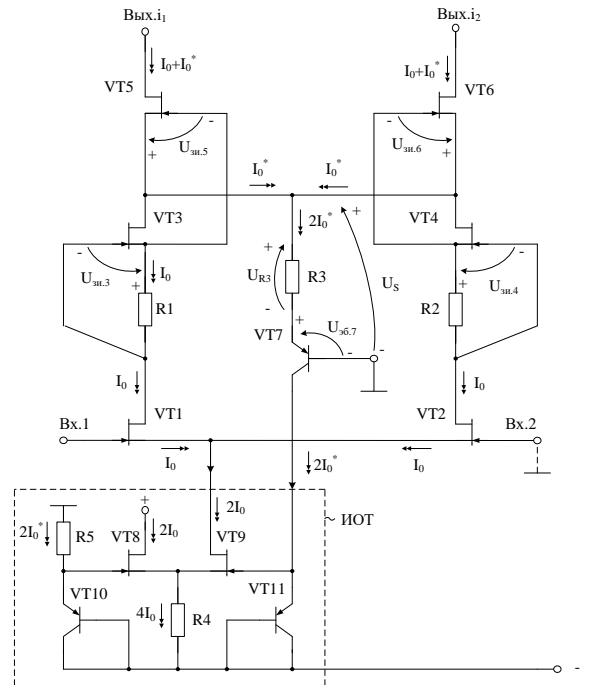 Вых.i₁ Вых.i₂
I₀+I₀* I₀+I₀*
VT5 VT6
- -
+ Uзи.5 Uзи.6 +
I₀* I₀*
+
VT3 2I₀* VT4
- Uзи.3 + I₀ + UR3 - R3 US + Uзи.4 -
R1 R2
+
VT7 Uэб.7 - -
I₀ I₀
VT1 VT2
Вх.1 Вх.2
I₀ I₀
2I₀*
+ 2I₀ ~ ИОТ
2I₀* R5 VT8 2I₀ VT9
VT10 VT11
4I₀ R4
-